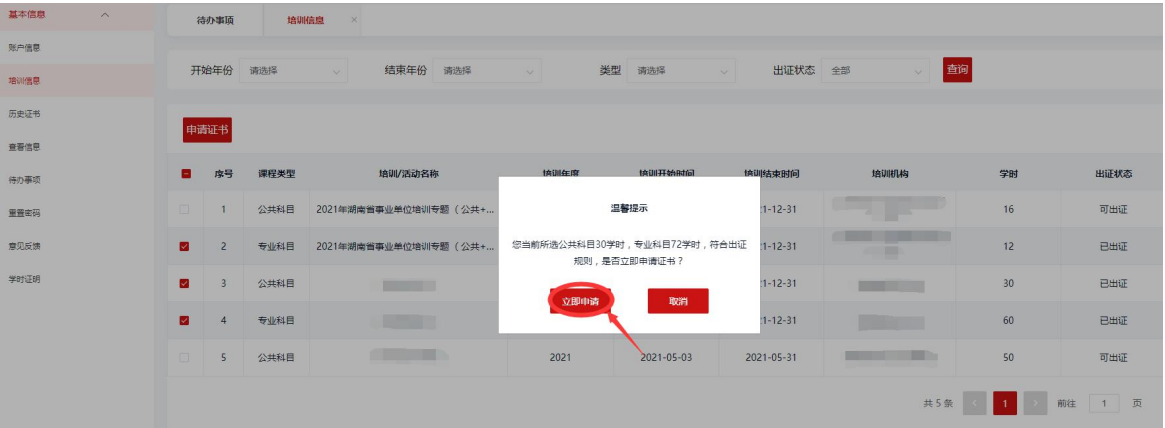 基本信息
待办事项
培训信息 ×
账户信息
培训信息
历史证书
查看信息
待办事项
重置密码
意见反馈
学时证明
开始年份 请选择 结束年份 请选择 类型 请选择 出证状态 全部 查询
申请证书
序号 课程类型 培训/活动名称 培训年度 培训开始时间 培训结束时间 培训机构 学时 出证状态
1 公共科目 2021年湖南省事业单位培训专题（公共+... 1-12-31 16 可出证
2 专业科目 2021年湖南省事业单位培训专题（公共+... 1-12-31 12 已出证
3 公共科目 1-12-31 30 已出证
4 专业科目 1-12-31 60 已出证
5 公共科目 2021 2021-05-03 2021-05-31 50 可出证
温馨提示
您当前所选公共科目30学时，专业科目72学时，符合出证
规则，是否立即申请证书？
立即申请 取消
共 5 条 < 1 > 前往 1 页